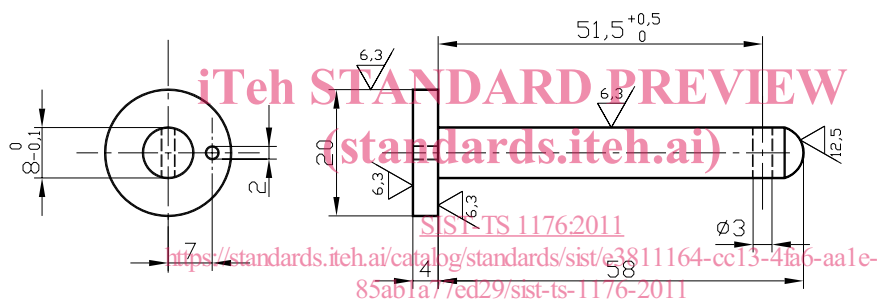 51,5 +0,5 0
6,3
iTeh STANDARD PREVIEW
6,3
(standards.iteh.ai)
8 0 -0,1
2
20
12,5
6,3
6,3
SIST-TS 1176:2011
ø3
7
https://standards.iteh.ai/catalog/standards/sist/c3811164-cc13-4fa6-aa1e-
4
58
85ab1a77ed29/sist-ts-1176-2011